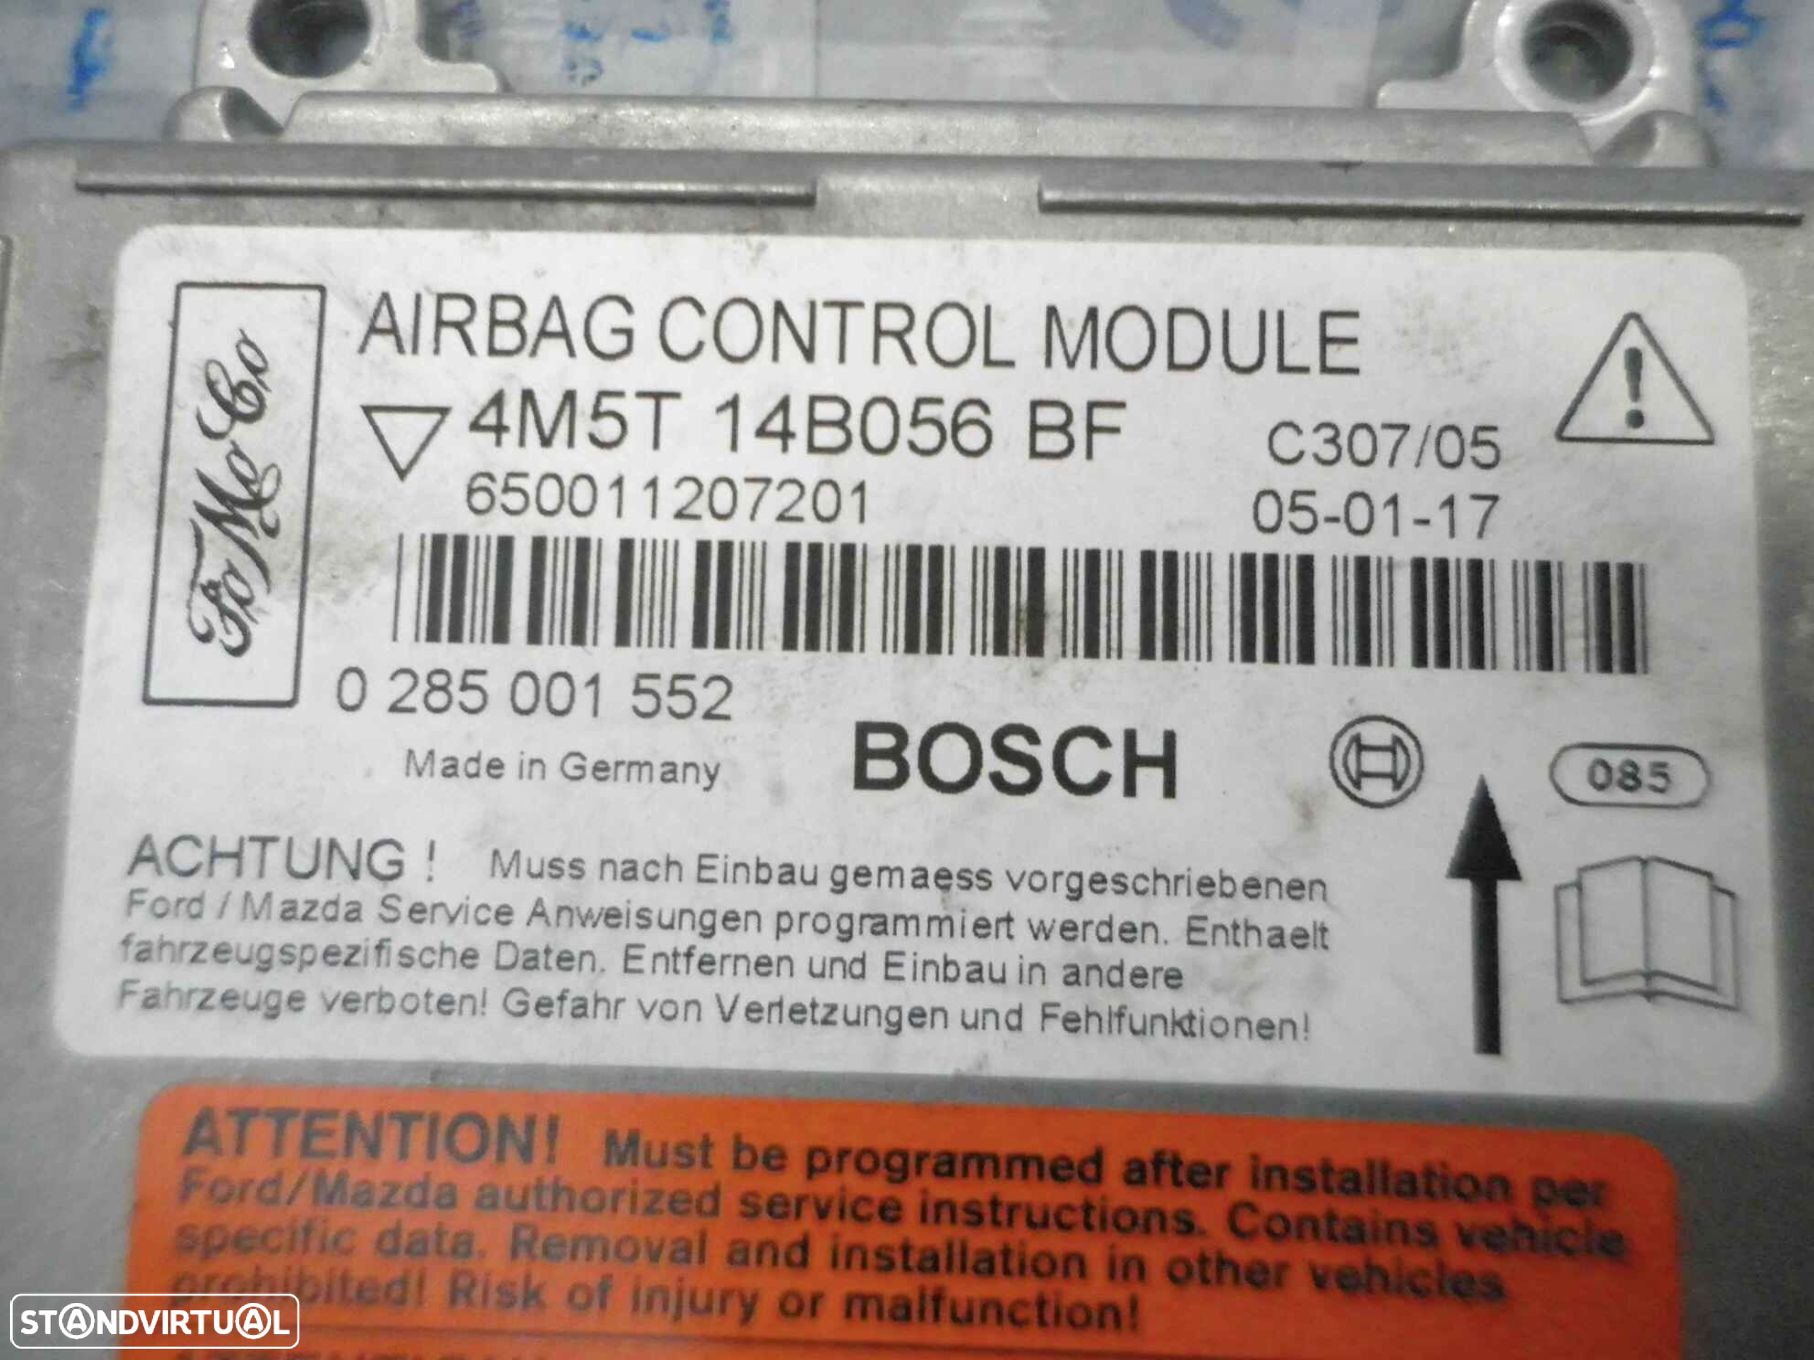 FoMoCo
AIRBAG CONTROL MODULE
4M5T 14B056 BF
C307/05
650011207201
05-01-17
0 285 001 552
Made in Germany
BOSCH
085
ACHTUNG ! Muss nach Einbau gemaess vorgeschriebenen
Ford / Mazda Service Anweisungen programmiert werden. Enthaelt
fahrzeugspezifische Daten. Entfernen und Einbau in andere
Fahrzeuge verboten! Gefahr von Verletzungen und Fehlfunktionen!
ATTENTION! Must be programmed after installation per
Ford/Mazda authorized service instructions. Contains vehicle
specific data. Removal and installation in other vehicles
prohibited! Risk of injury or malfunction!
STANDVIRTUAL